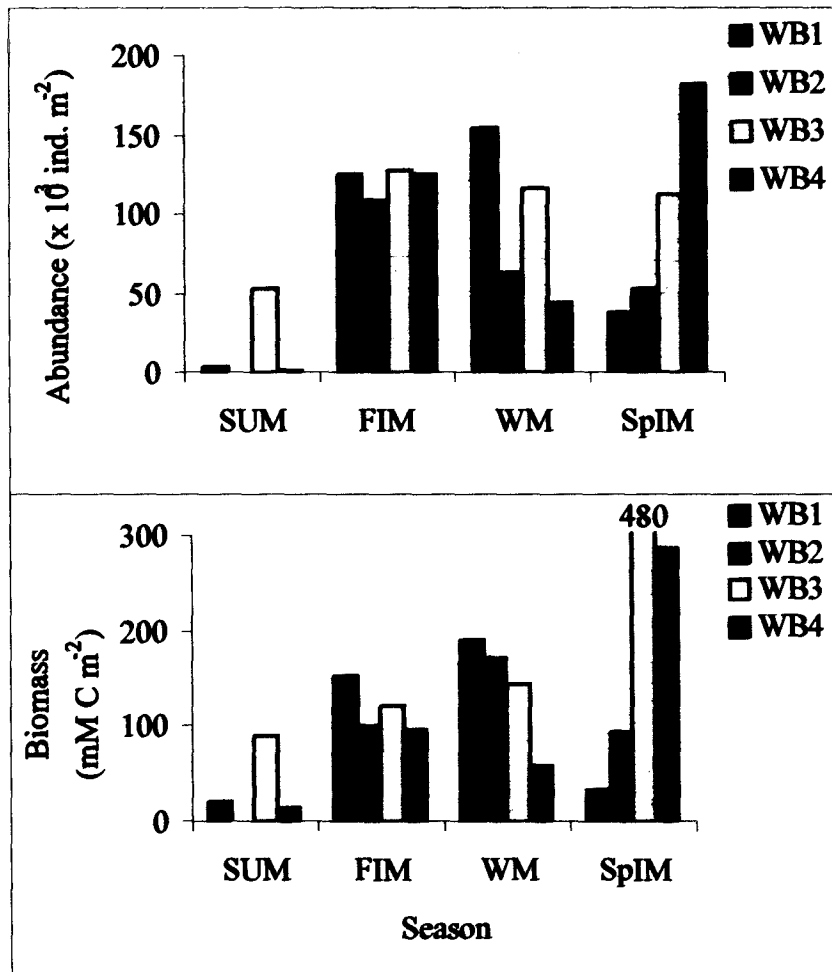 Abundance (x 10³ ind. m⁻²)
200
150
100
50
0
SUM FIM WM SpIM
WB1
WB2
WB3
WB4
Biomass
(mM C m⁻²)
300
200
100
0
480
SUM FIM WM SpIM
Season
WB1
WB2
WB3
WB4